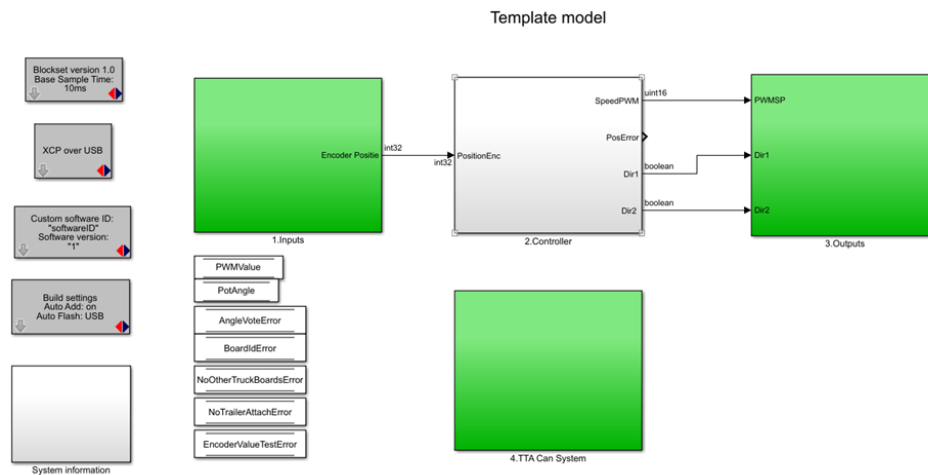 Template model
Blockset version 1.0
Base Sample Time:
10ms
XCP over USB
Custom software ID:
"softwareID"
Software version:
"1"
Build settings
Auto Add: on
Auto Flash: USB
System information
Encoder Positie
int32
1.Inputs
int32
PositionEnc
SpeedPWM
PosError
Dir1
Dir2
2.Controller
uint16
boolean
boolean
PWMSP
Dir1
Dir2
3.Outputs
PWMValue
PotAngle
AngleVoteError
BoardIdError
NoOtherTruckBoardsError
NoTrailerAttachError
EncoderValueTestError
4.TTA Can System